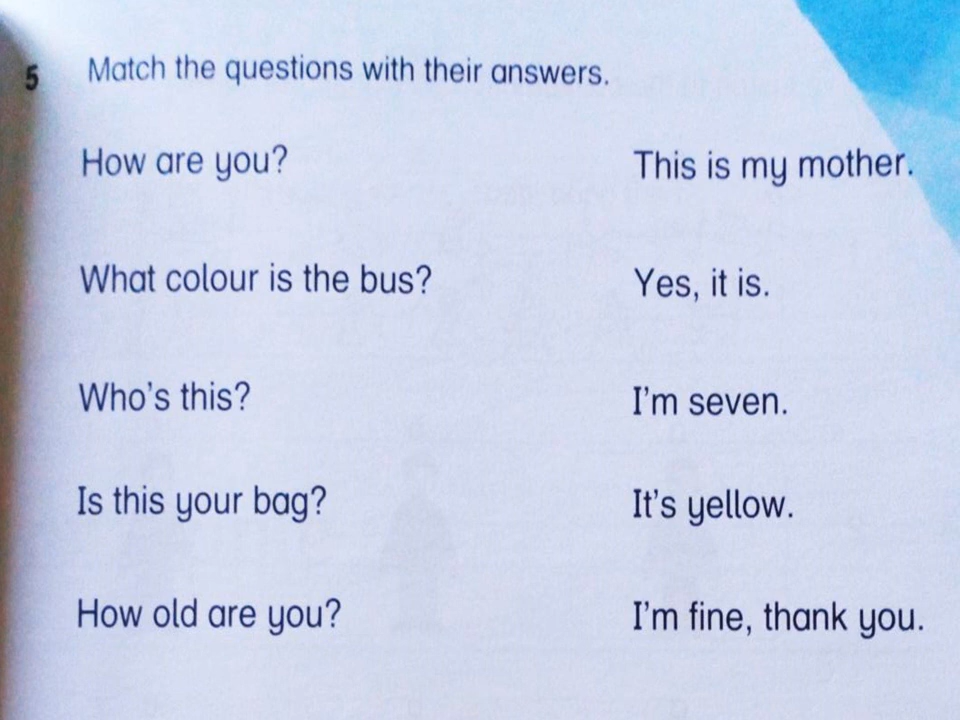 5 Match the questions with their answers.
How are you? This is my mother.
What colour is the bus? Yes, it is.
Who's this? I'm seven.
Is this your bag? It's yellow.
How old are you? I'm fine, thank you.